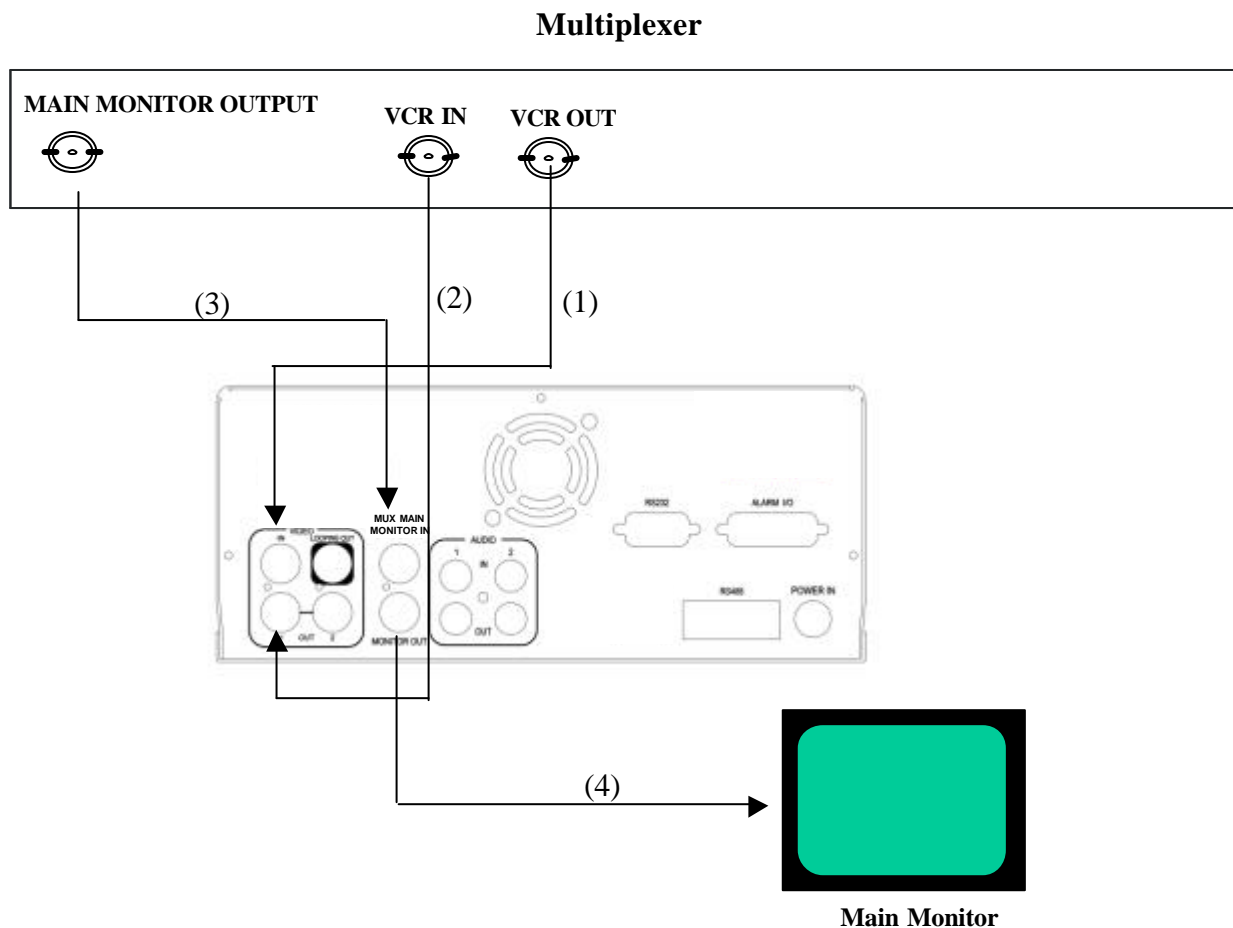 Multiplexer
MAIN MONITOR OUTPUT
VCR IN
VCR OUT
(3)
(2)
(1)
MUX MAIN
MONITOR IN
VIDEO
IN
LOOPING OUT
OUT
2
MONITOR OUT
AUDIO
1
2
IN
OUT
RS232
ALARM I/O
RS485
POWER IN
(4)
Main Monitor